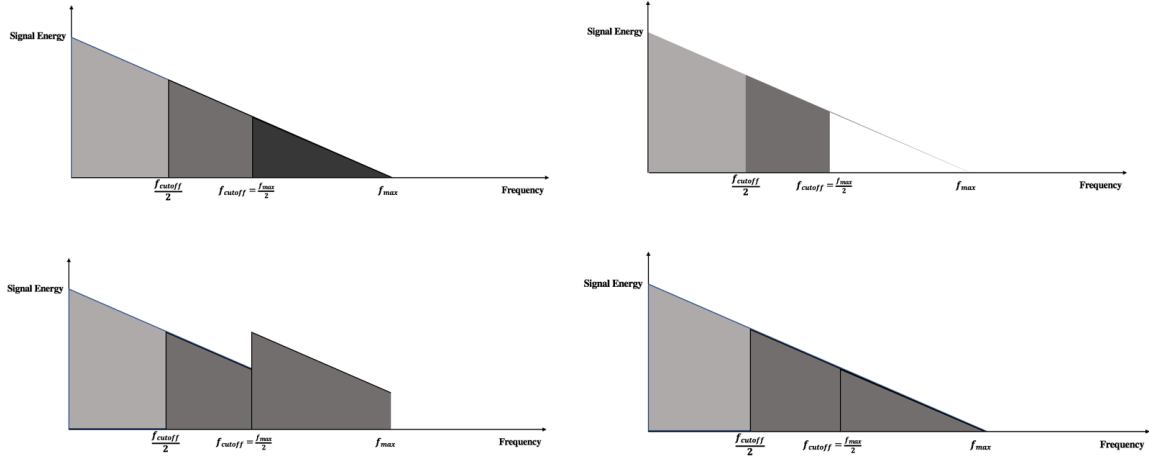 Signal Energy
f_cutoff/2
f_cutoff = f_max/2
f_max
Frequency
Signal Energy
f_cutoff/2
f_cutoff = f_max/2
f_max
Frequency
Signal Energy
f_cutoff/2
f_cutoff = f_max/2
f_max
Frequency
Signal Energy
f_cutoff/2
f_cutoff = f_max/2
f_max
Frequency